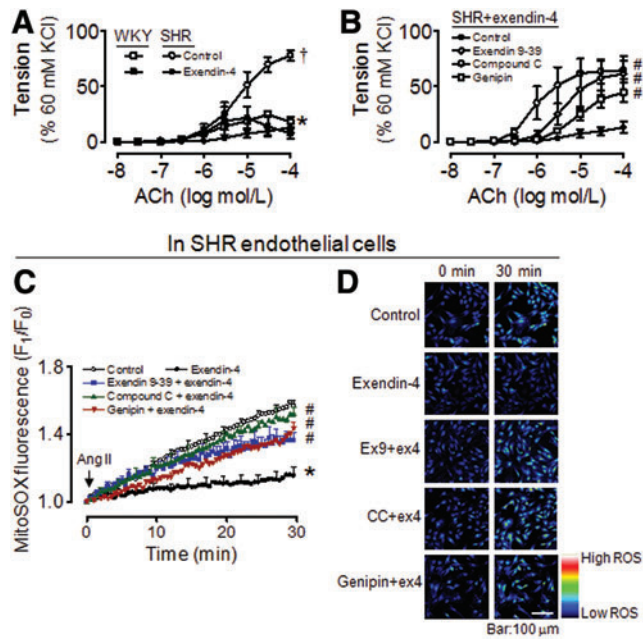 A
WKY SHR
Control
Exendin-4
Tension
(% 60 mM KCl)
100
50
0
†
*
-8 -7 -6 -5 -4
ACh (log mol/L)
B
SHR+exendin-4
Control
Exendin 9-39
Compound C
Genipin
Tension
(% 60 mM KCl)
100
50
0
#
#
#
-8 -7 -6 -5 -4
ACh (log mol/L)
In SHR endothelial cells
C
MitoSOX fluorescence (F1/F0)
1.8
1.4
1.0
Control Exendin-4
Exendin 9-39 + exendin-4
Compound C + exendin-4
Genipin + exendin-4
Ang II
#
#
#
*
0 10 20 30
Time (min)
D
0 min 30 min
Control
Exendin-4
Ex9+ex4
CC+ex4
Genipin+ex4
High ROS
Low ROS
Bar:100 μm